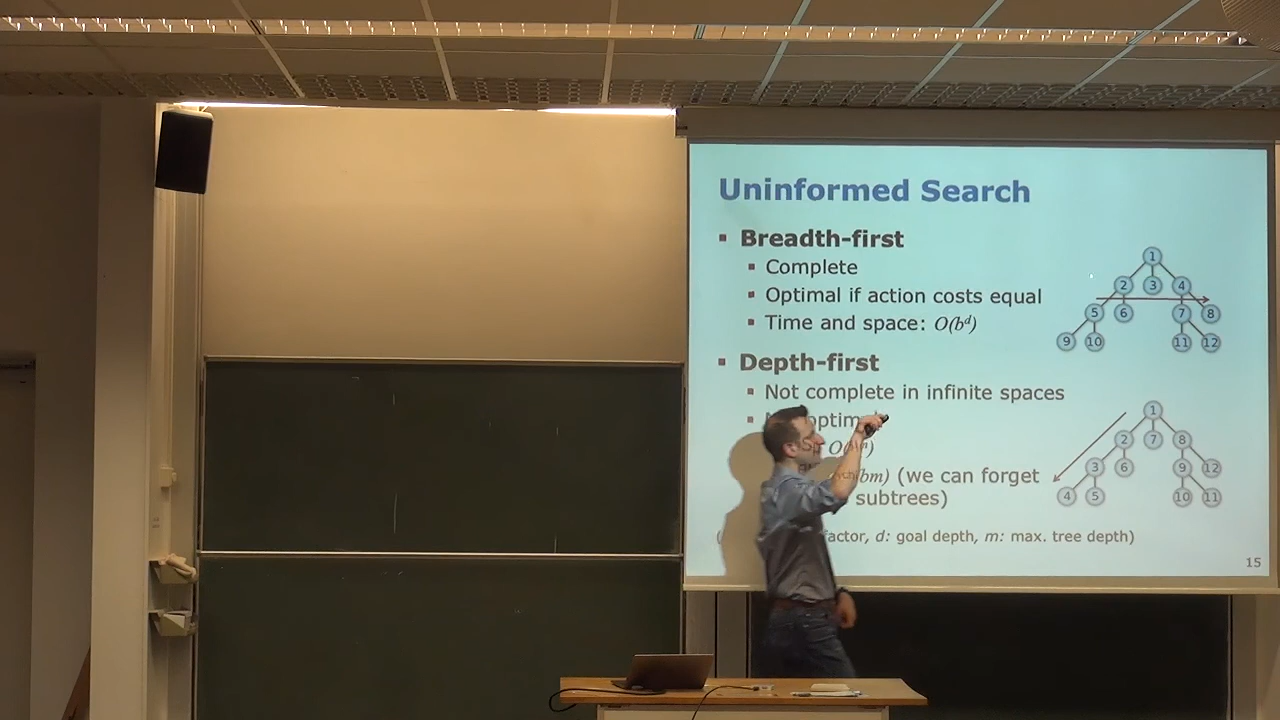 Uninformed Search
Breadth-first
Complete
Optimal if action costs equal
Time and space: O(b^d)
1
2 3 4
5 6 7 8
9 10 11 12
Depth-first
Not complete in infinite spaces
optimal
(we can forget
subtrees)
factor, d: goal depth, m: max. tree depth)
1
2 7 8
3 6 9 12
4 5 10 11
15